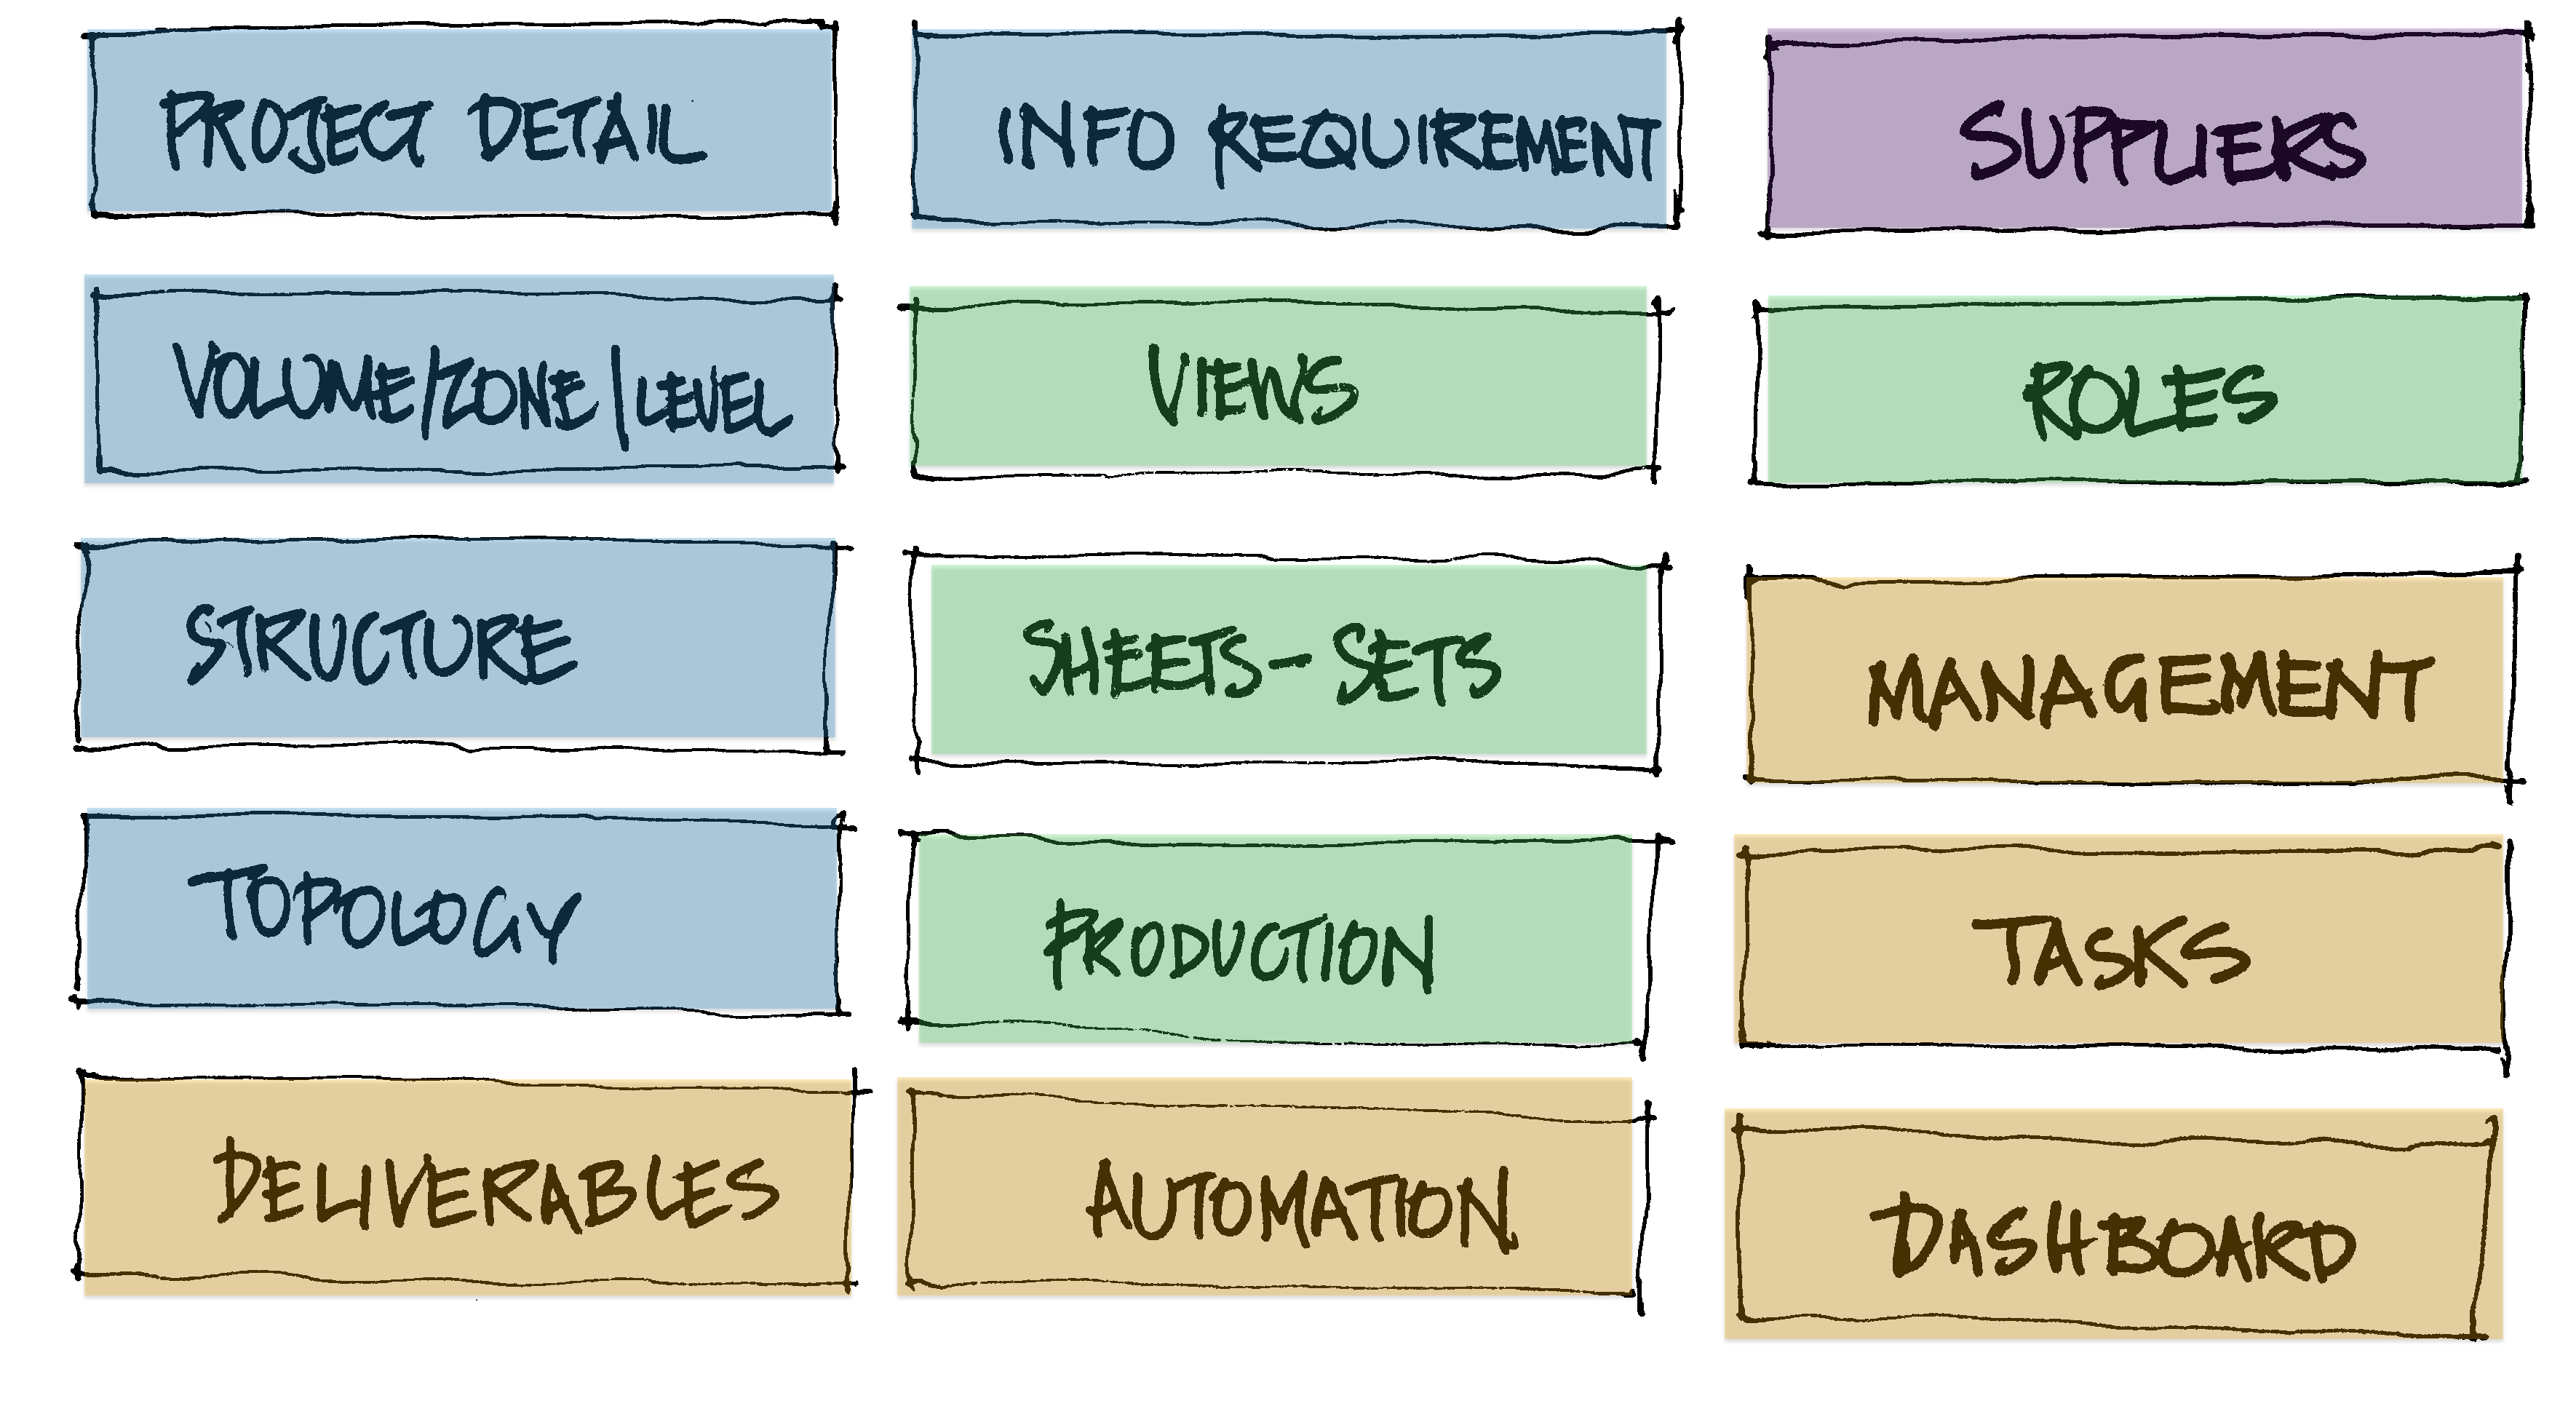 PROJECT DETAIL
INFO REQUIREMENT
SUPPLIERS
VOLUME/ZONE/LEVEL
VIEWS
ROLES
STRUCTURE
SHEETS-SETS
MANAGEMENT
TOPOLOGY
PRODUCTION
TASKS
DELIVERABLES
AUTOMATION
DASHBOARD